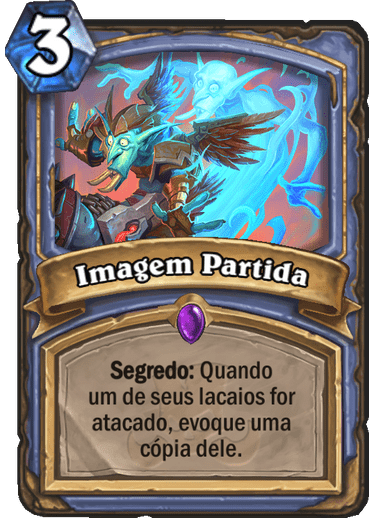 3
Imagem Partida
Segredo: Quando
um de seus lacaios for
atacado, evoque uma
cópia dele.